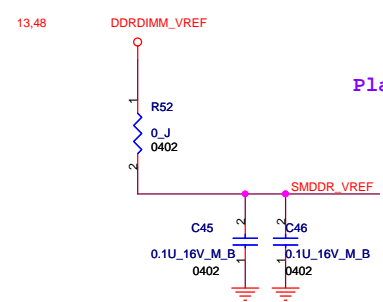 13,48
DDRDIMM_VREF
Pla
1
R52
0_J
0402
2
SMDDR_VREF
C45
2
2
C46
0.1U_16V_M_B
0.1U_16V_M_B
1
1
0402
0402